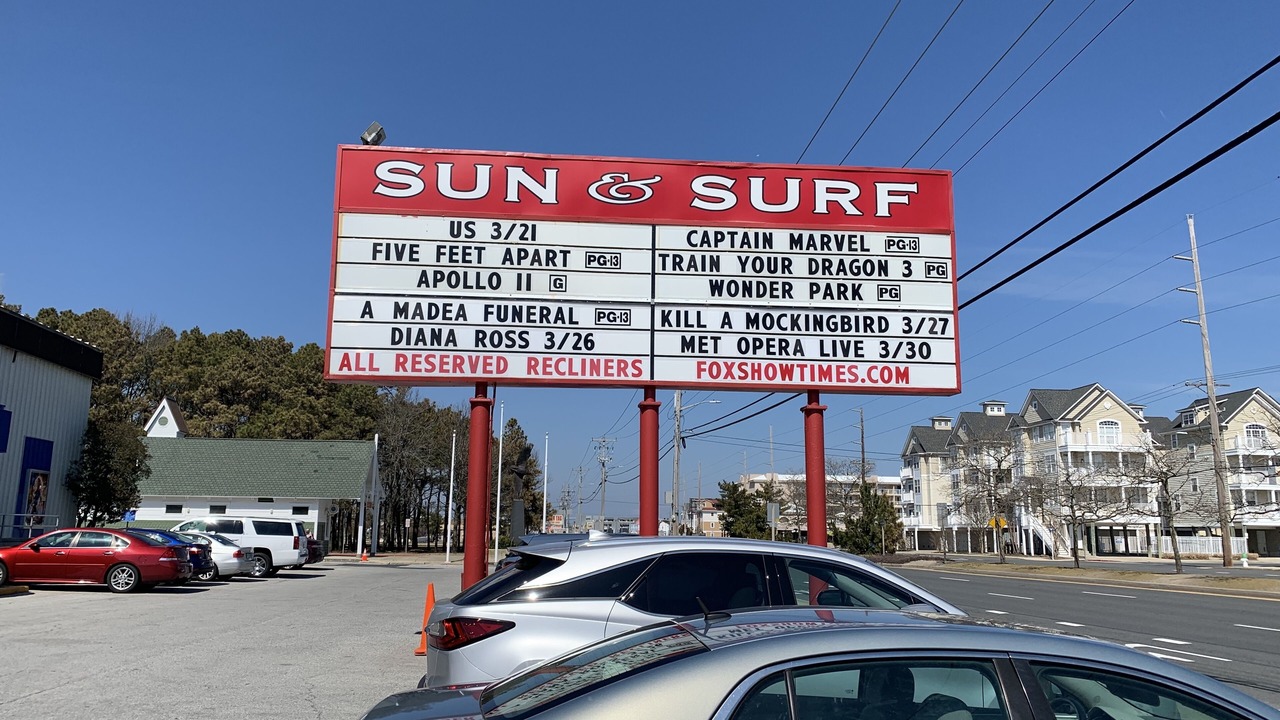 SUN & SURF
US 3/21
FIVE FEET APART PG-13
APOLLO 11 G
A MADEA FUNERAL PG-13
DIANA ROSS 3/26
ALL RESERVED RECLINERS
CAPTAIN MARVEL PG-13
TRAIN YOUR DRAGON 3 PG
WONDER PARK PG
KILL A MOCKINGBIRD 3/27
MET OPERA LIVE 3/30
FOXSHOWTIMES.COM